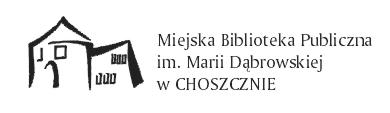 Miejska Biblioteka Publiczna
im. Marii Dąbrowskiej
w CHOSZCZNIE